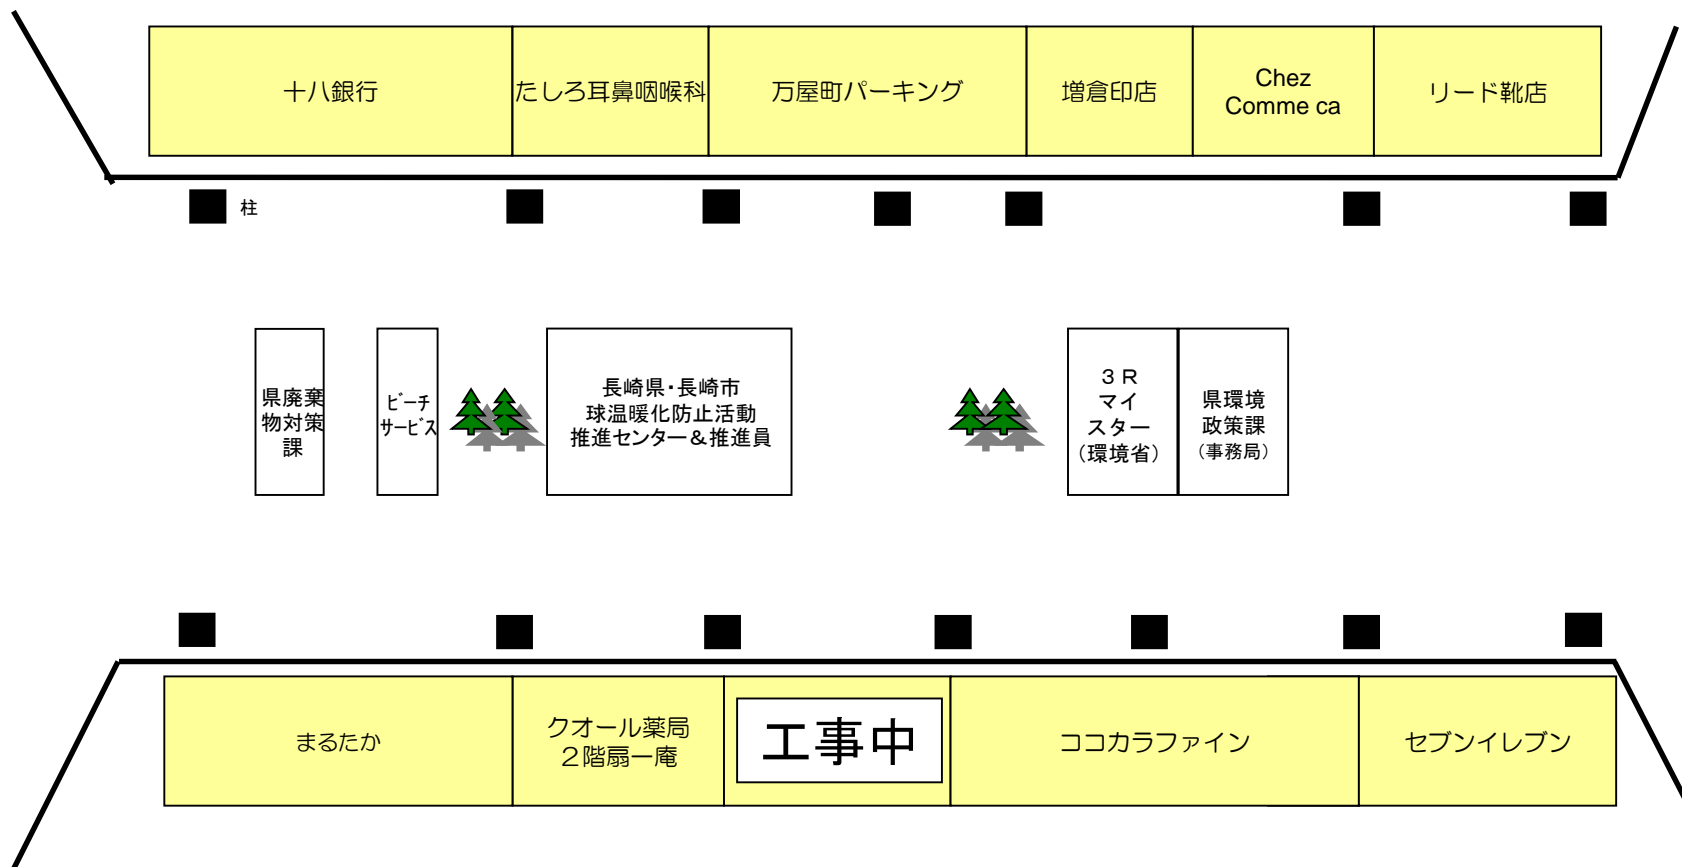 十八銀行
たしろ耳鼻咽喉科
万屋町パーキング
増倉印店
Chez
Comme ca
リード靴店
柱
県廃棄
物対策
課
ビーチ
サービス
長崎県・長崎市
球温暖化防止活動
推進センター＆推進員
３Ｒ
マイ
スター
（環境省）
県環境
政策課
（事務局）
まるたか
クオール薬局
２階扇一庵
工事中
ココカラファイン
セブンイレブン